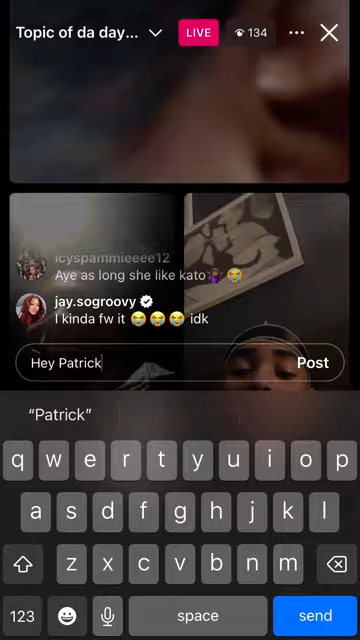 Topic of da day...
LIVE
134
icyspammieeee12
Aye as long she like kato🤷🏾‍♀️😭
jay.sogroovy
I kinda fw it 😭😭😭 idk
Hey Patrick
Post
“Patrick”
q w e r t y u i o p
a s d f g h j k l
z x c v b n m
123
space
send